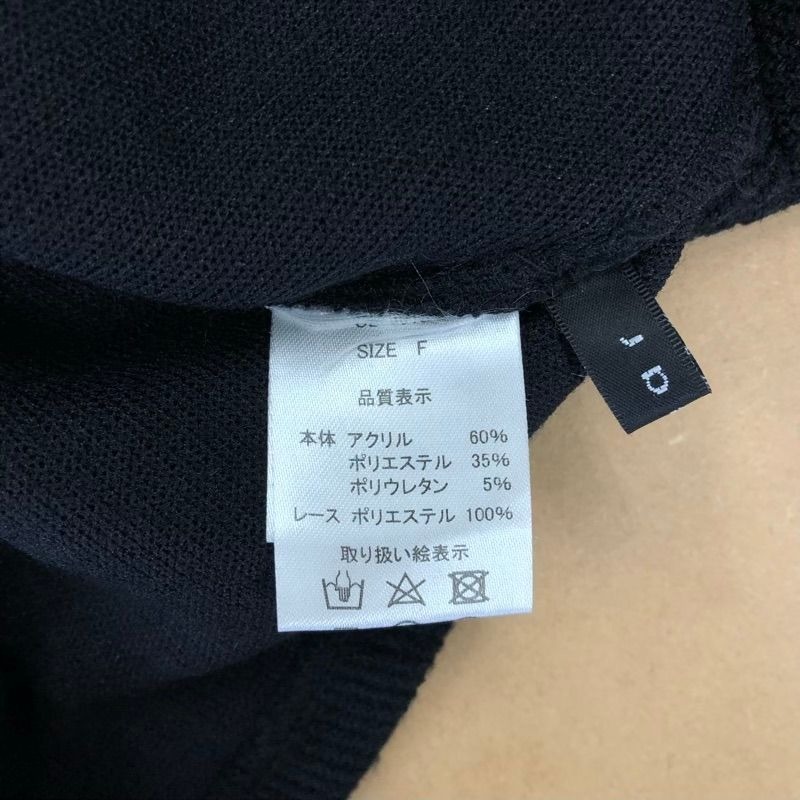 SIZE F
品質表示
本体 アクリル 60%
ポリエステル 35%
ポリウレタン 5%
レース ポリエステル 100%
取り扱い絵表示